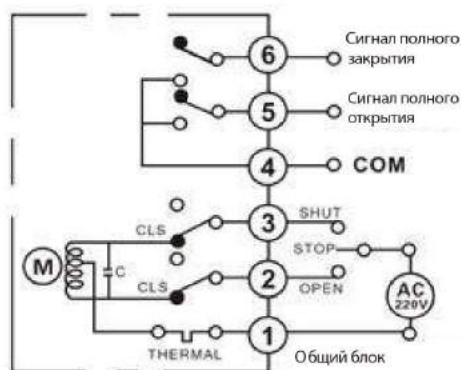 6
Сигнал полного
закрытия
5
Сигнал полного
открытия
4
COM
CLS
3
SHUT
STOP
M
C
CLS
2
OPEN
AC
220V
THERMAL
1
Общий блок